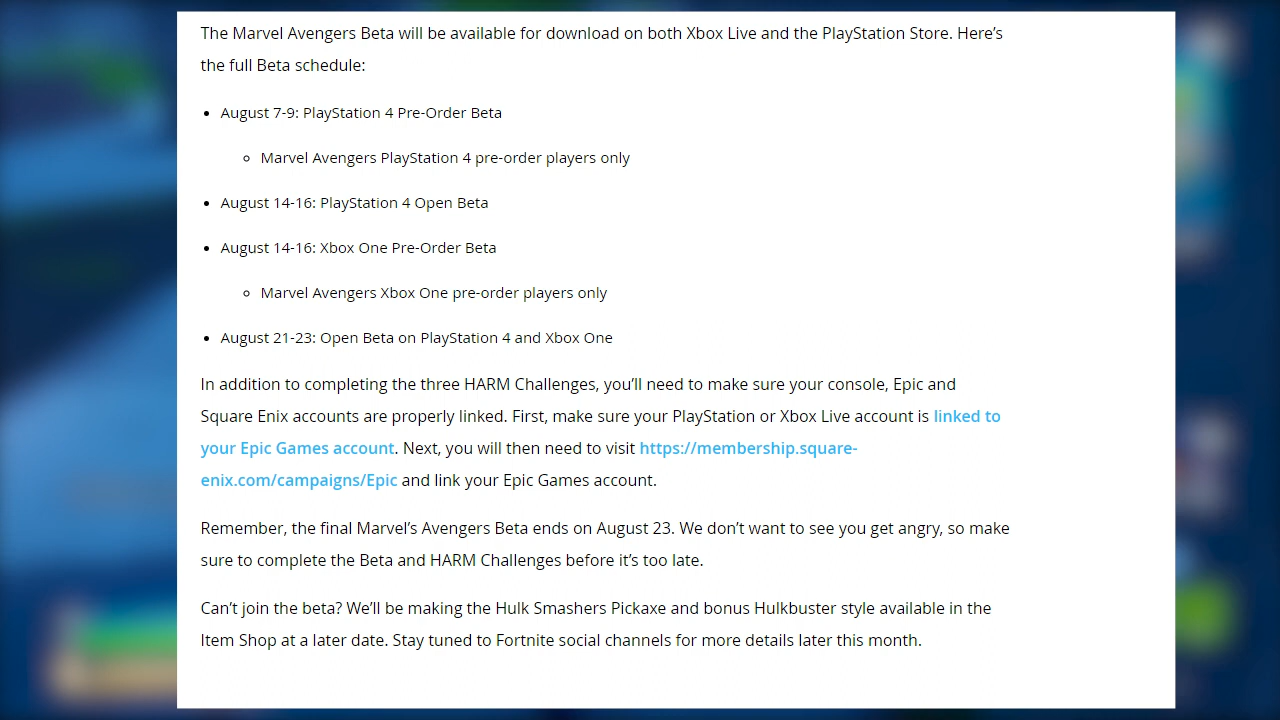 The Marvel Avengers Beta will be available for download on both Xbox Live and the PlayStation Store. Here’s
the full Beta schedule:
• August 7-9: PlayStation 4 Pre-Order Beta
◦ Marvel Avengers PlayStation 4 pre-order players only
• August 14-16: PlayStation 4 Open Beta
• August 14-16: Xbox One Pre-Order Beta
◦ Marvel Avengers Xbox One pre-order players only
• August 21-23: Open Beta on PlayStation 4 and Xbox One
In addition to completing the three HARM Challenges, you’ll need to make sure your console, Epic and
Square Enix accounts are properly linked. First, make sure your PlayStation or Xbox Live account is linked to
your Epic Games account. Next, you will then need to visit https://membership.square-
enix.com/campaigns/Epic and link your Epic Games account.
Remember, the final Marvel’s Avengers Beta ends on August 23. We don’t want to see you get angry, so make
sure to complete the Beta and HARM Challenges before it’s too late.
Can’t join the beta? We’ll be making the Hulk Smashers Pickaxe and bonus Hulkbuster style available in the
Item Shop at a later date. Stay tuned to Fortnite social channels for more details later this month.